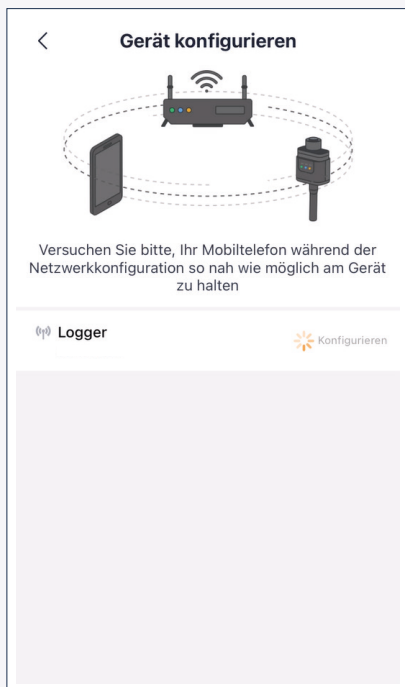 Gerät konfigurieren
Versuchen Sie bitte, Ihr Mobiltelefon während der
Netzwerkkonfiguration so nah wie möglich am Gerät
zu halten
Logger
Konfigurieren